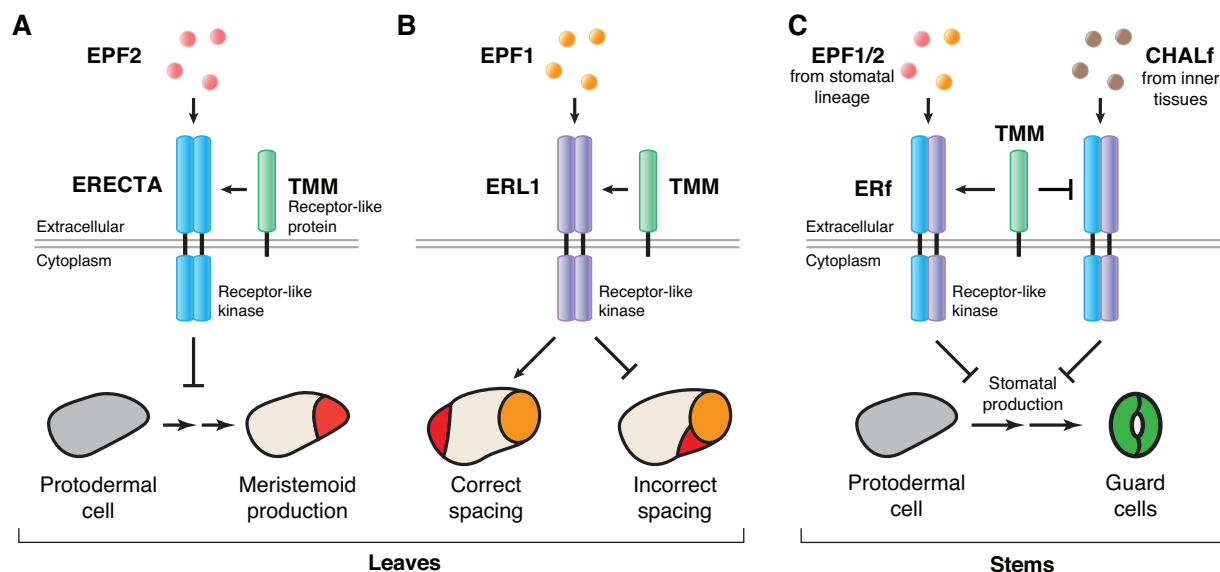 A
EPF2
ERECTA
TMM
Receptor-like
protein
Extracellular
Cytoplasm
Receptor-like
kinase
Protodermal
cell
Meristemoid
production
B
EPF1
ERL1
TMM
Receptor-like
kinase
Correct
spacing
Incorrect
spacing
Leaves
C
EPF1/2
from stomatal
lineage
CHALf
from inner
tissues
TMM
ERf
Extracellular
Cytoplasm
Receptor-like
kinase
Stomatal
production
Protodermal
cell
Guard
cells
Stems